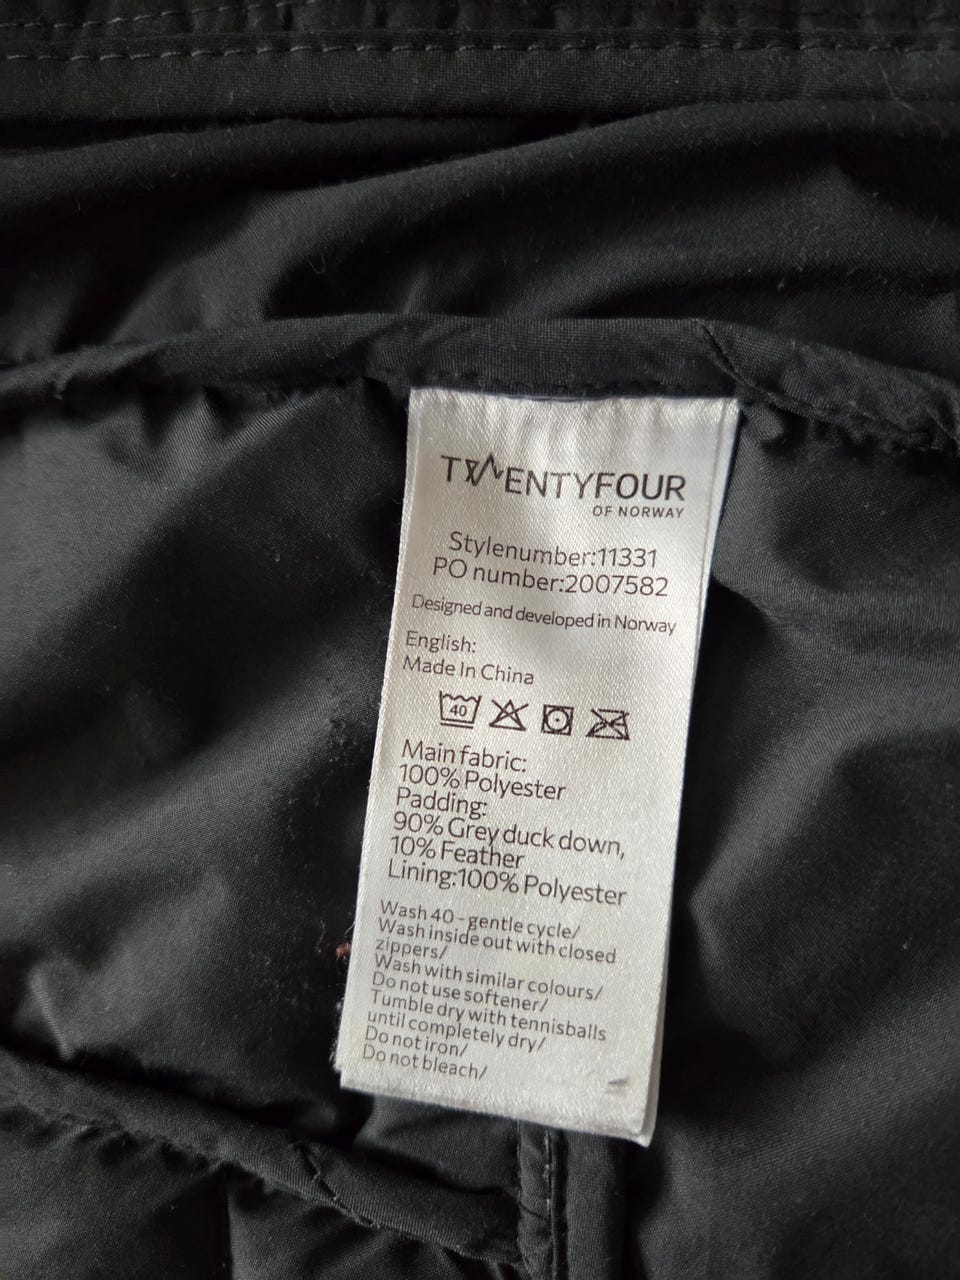 TWENTYFOUR
OF NORWAY
Stylenumber:11331
PO number:2007582
Designed and developed in Norway
English:
Made In China
40
Main fabric:
100% Polyester
Padding:
90% Grey duck down,
10% Feather
Lining:100% Polyester
Wash 40 - gentle cycle/
Wash inside out with closed
zippers/
Wash with similar colours/
Do not use softener/
Tumble dry with tennisballs
until completely dry/
Do not iron/
Do not bleach/